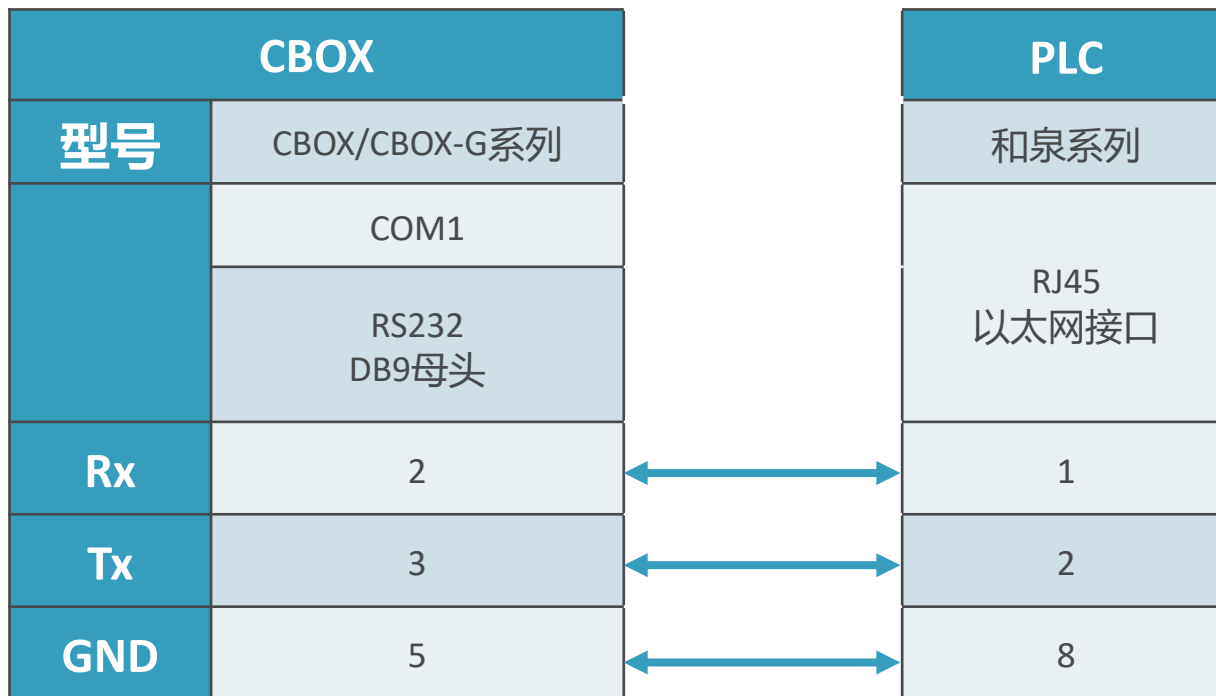 CBOX
PLC
型号
CBOX/CBOX-G系列
和泉系列
COM1
RS232
DB9母头
RJ45
以太网接口
Rx
2
1
Tx
3
2
GND
5
8